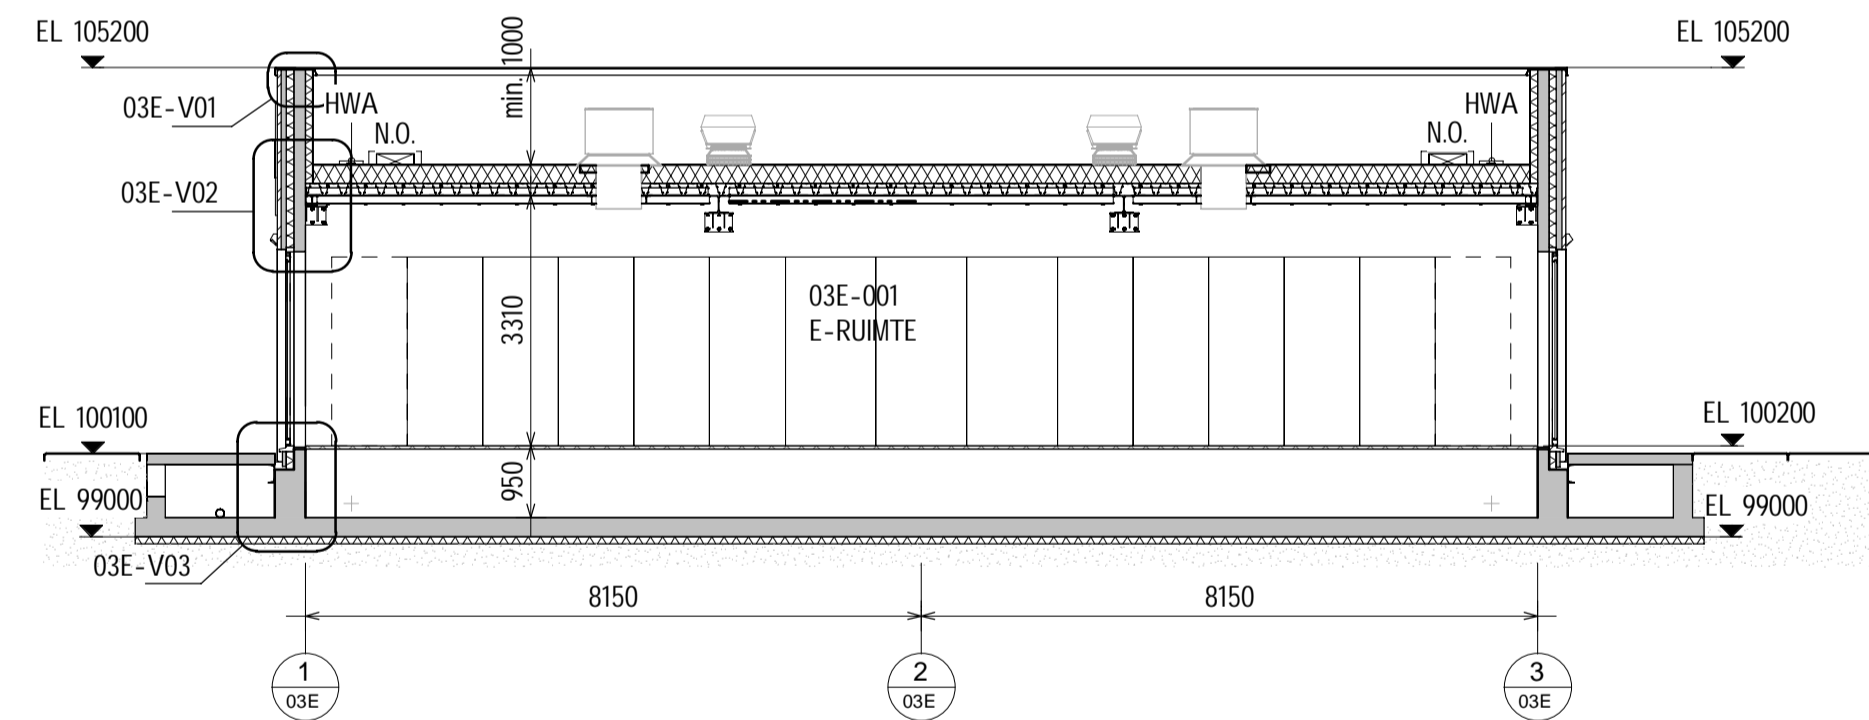 EL 105200
EL 105200
min. 1000
03E-V01
HWA
HWA
N.O.
N.O.
03E-V02
03E-001
E-RUIMTE
3310
EL 100100
EL 100200
950
EL 99000
EL 99000
03E-V03
8150
8150
1
03E
2
03E
3
03E